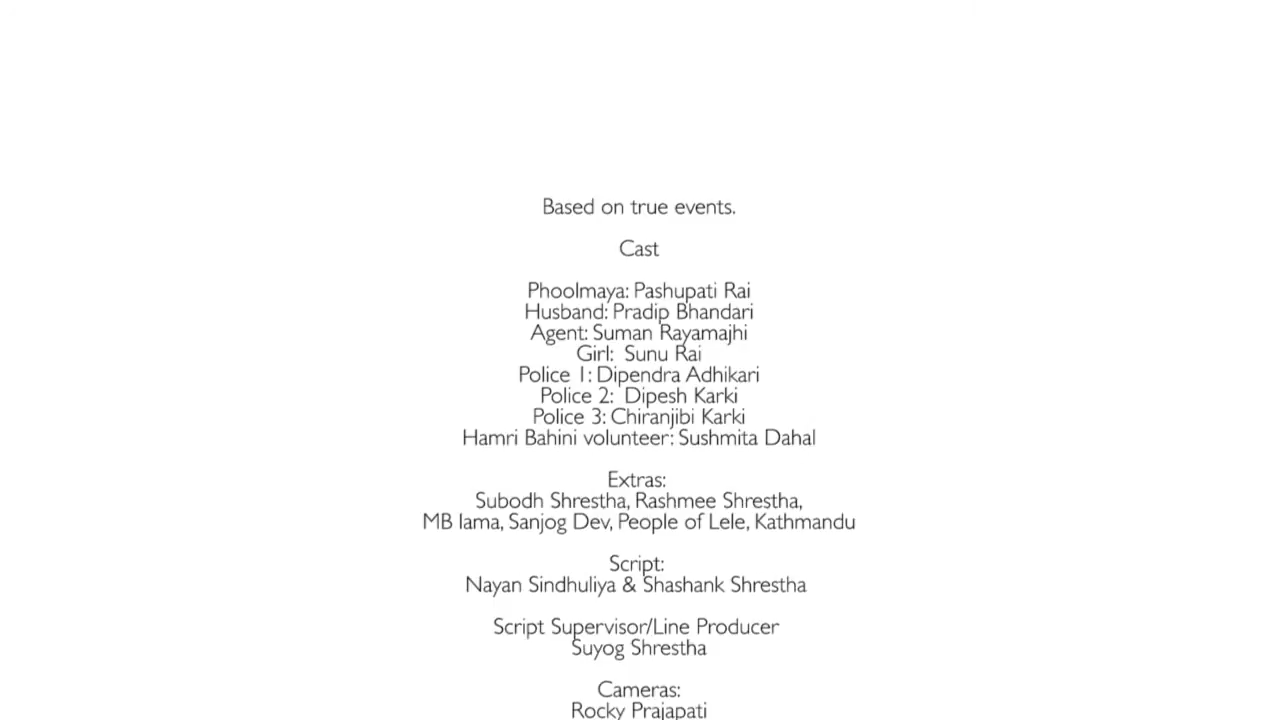 Based on true events.
Cast
Phoolmaya: Pashupati Rai
Husband: Pradip Bhandari
Agent: Suman Rayamajhi
Girl:  Sunu Rai
Police 1: Dipendra Adhikari
Police 2:  Dipesh Karki
Police 3: Chiranjibi Karki
Hamri Bahini volunteer: Sushmita Dahal
Extras:
Subodh Shrestha, Rashmee Shrestha,
MB lama, Sanjog Dev, People of Lele, Kathmandu
Script:
Nayan Sindhuliya & Shashank Shrestha
Script Supervisor/Line Producer
Suyog Shrestha
Cameras:
Rocky Prajapati